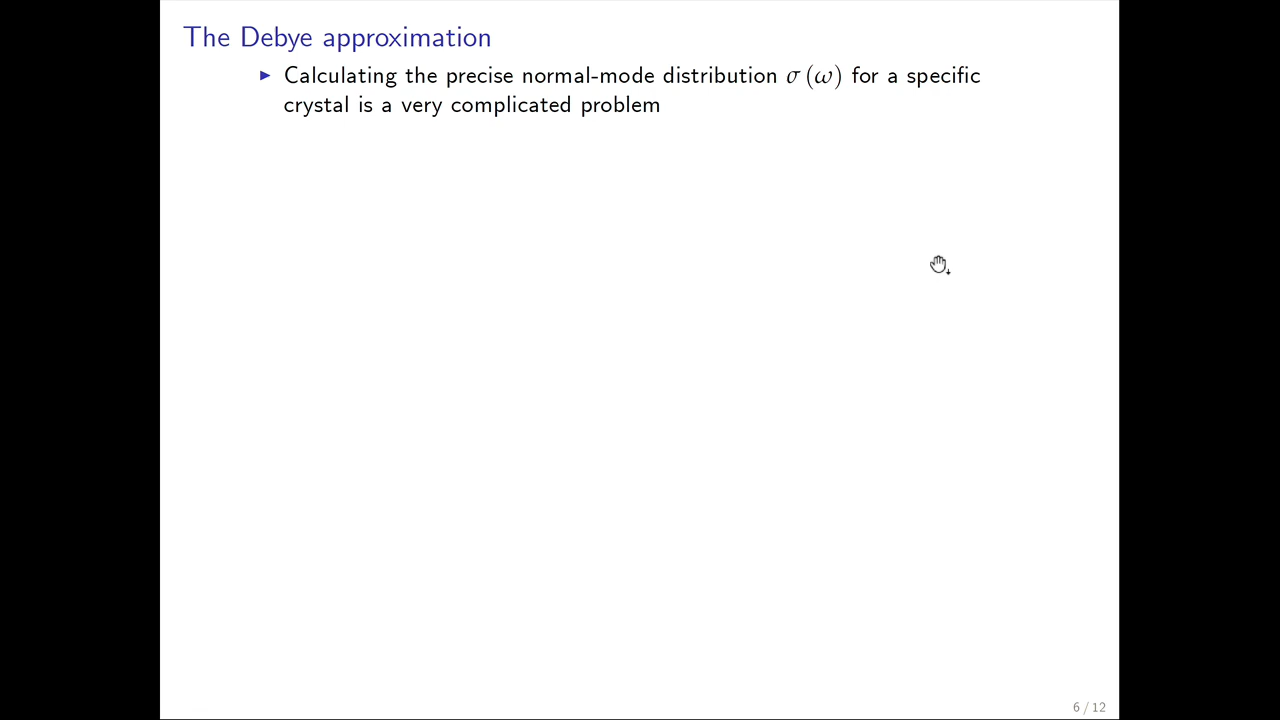 The Debye approximation
▶ Calculating the precise normal-mode distribution σ (ω) for a specific
crystal is a very complicated problem
6 / 12